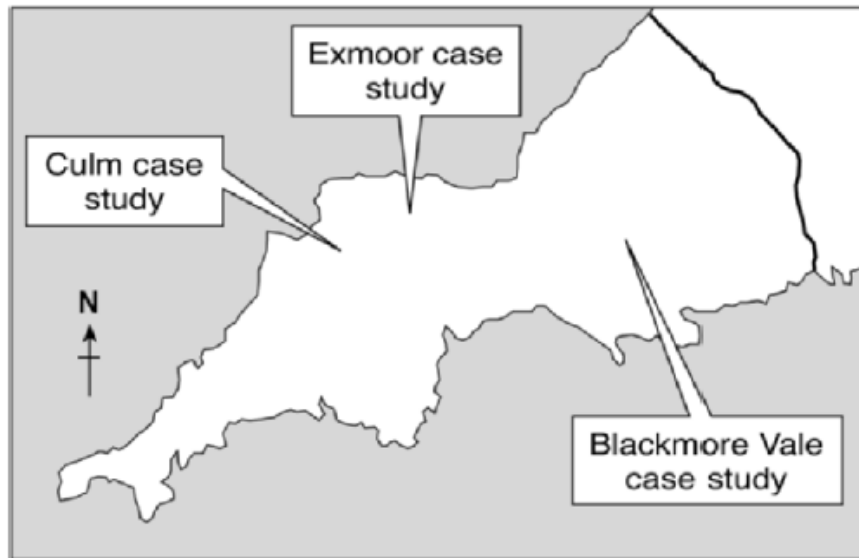 Exmoor case
study
Culm case
study
N
Blackmore Vale
case study